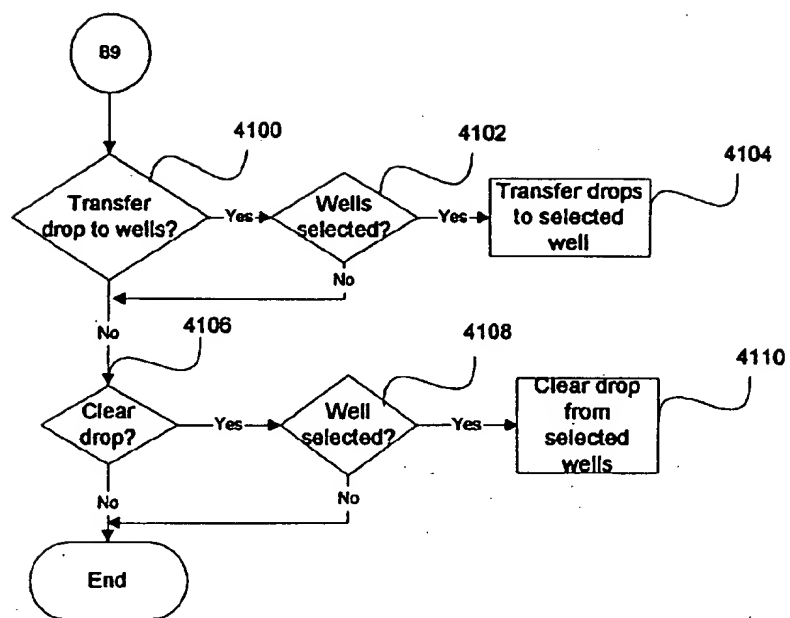 B9
4100
4102
4104
Transfer
drop to wells?
Yes
Wells
selected?
Yes
Transfer drops
to selected
well
No
No
4106
4108
4110
Clear
drop?
Yes
Well
selected?
Yes
Clear drop
from
selected
wells
No
No
End